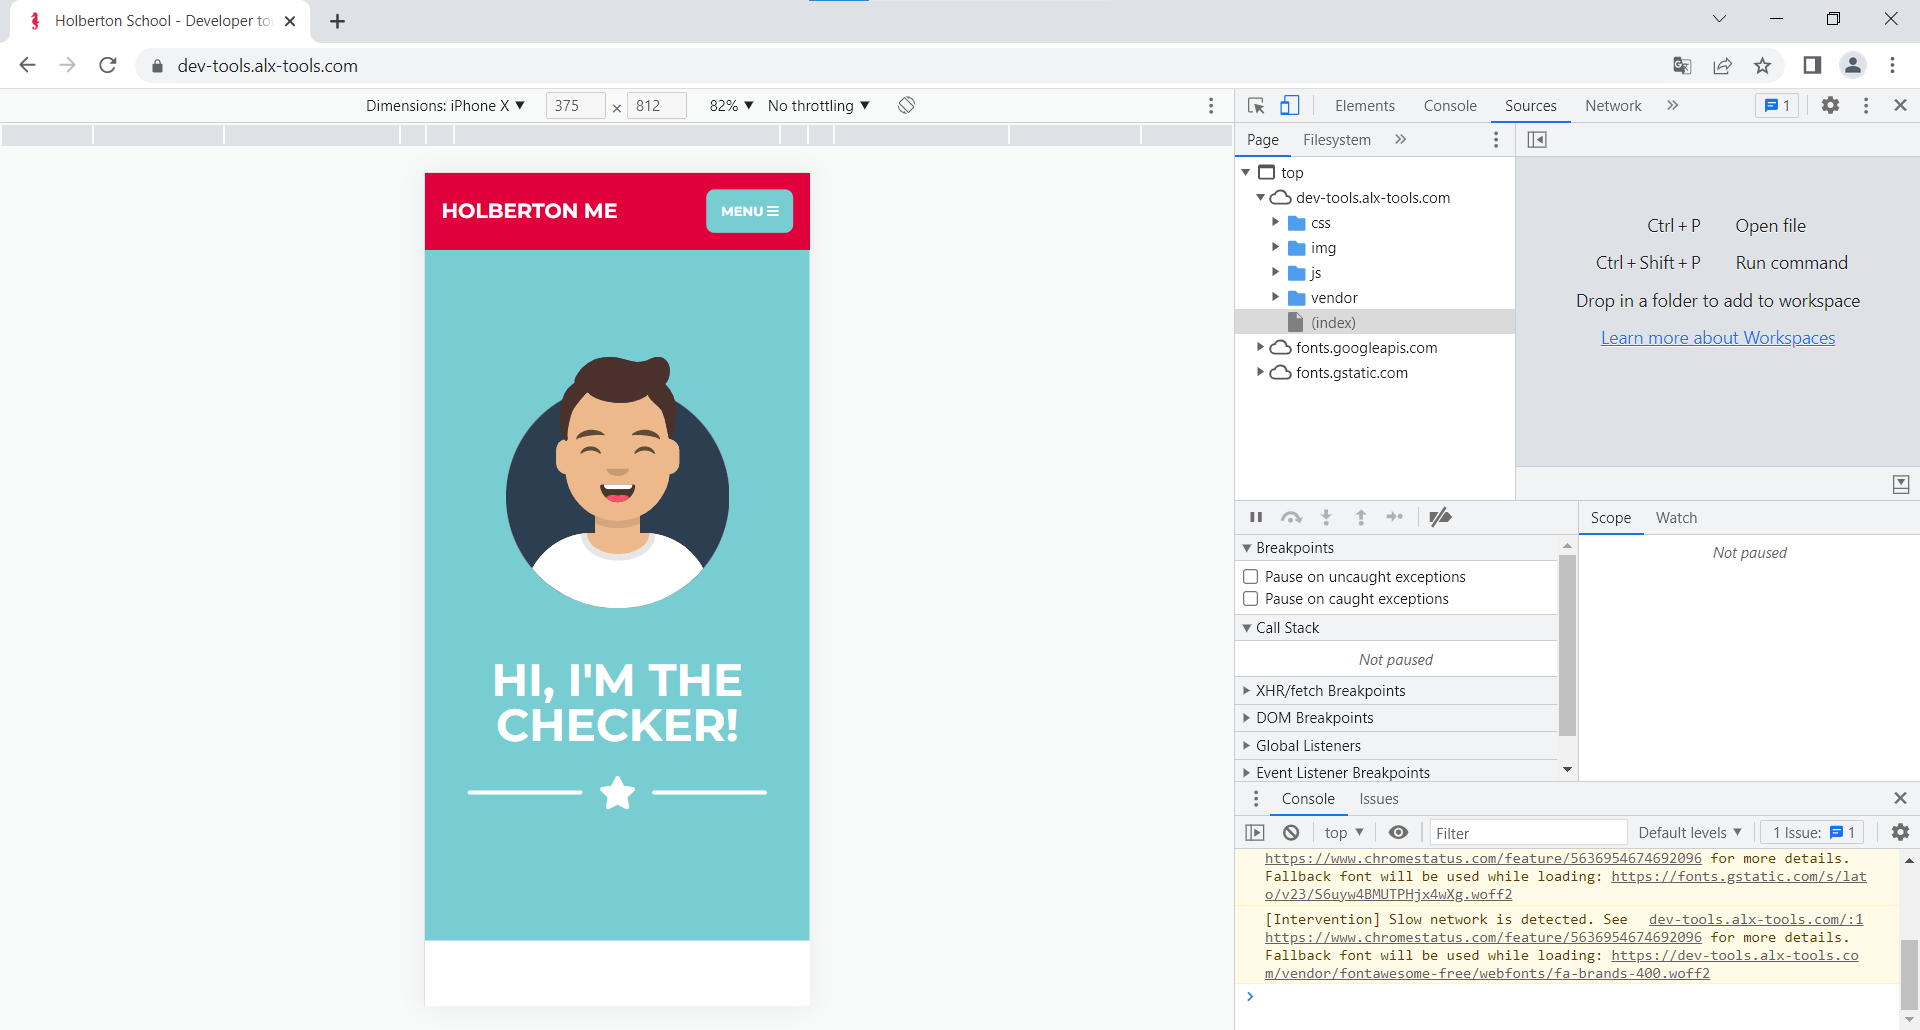 Holberton School - Developer to
dev-tools.alx-tools.com
Dimensions: iPhone X ▼ 375 × 812 82% ▼ No throttling ▼
Elements Console Sources Network » 1
Page Filesystem »
top
dev-tools.alx-tools.com
css
img
js
vendor
(index)
fonts.googleapis.com
fonts.gstatic.com
Ctrl + P Open file
Ctrl + Shift + P Run command
Drop in a folder to add to workspace
Learn more about Workspaces
HOLBERTON ME
MENU
HI, I'M THE
CHECKER!
Scope Watch
Not paused
Breakpoints
Pause on uncaught exceptions
Pause on caught exceptions
Call Stack
Not paused
XHR/fetch Breakpoints
DOM Breakpoints
Global Listeners
Event Listener Breakpoints
Console Issues
top ▼ Filter Default levels ▼ 1 Issue: 1
https://www.chromestatus.com/feature/5636954674692096 for more details.
Fallback font will be used while loading: https://fonts.gstatic.com/s/lat
o/v23/S6uyw4BMUTPHjx4wXg.woff2
[Intervention] Slow network is detected. See dev-tools.alx-tools.com/:1
https://www.chromestatus.com/feature/5636954674692096 for more details.
Fallback font will be used while loading: https://dev-tools.alx-tools.co
m/vendor/fontawesome-free/webfonts/fa-brands-400.woff2